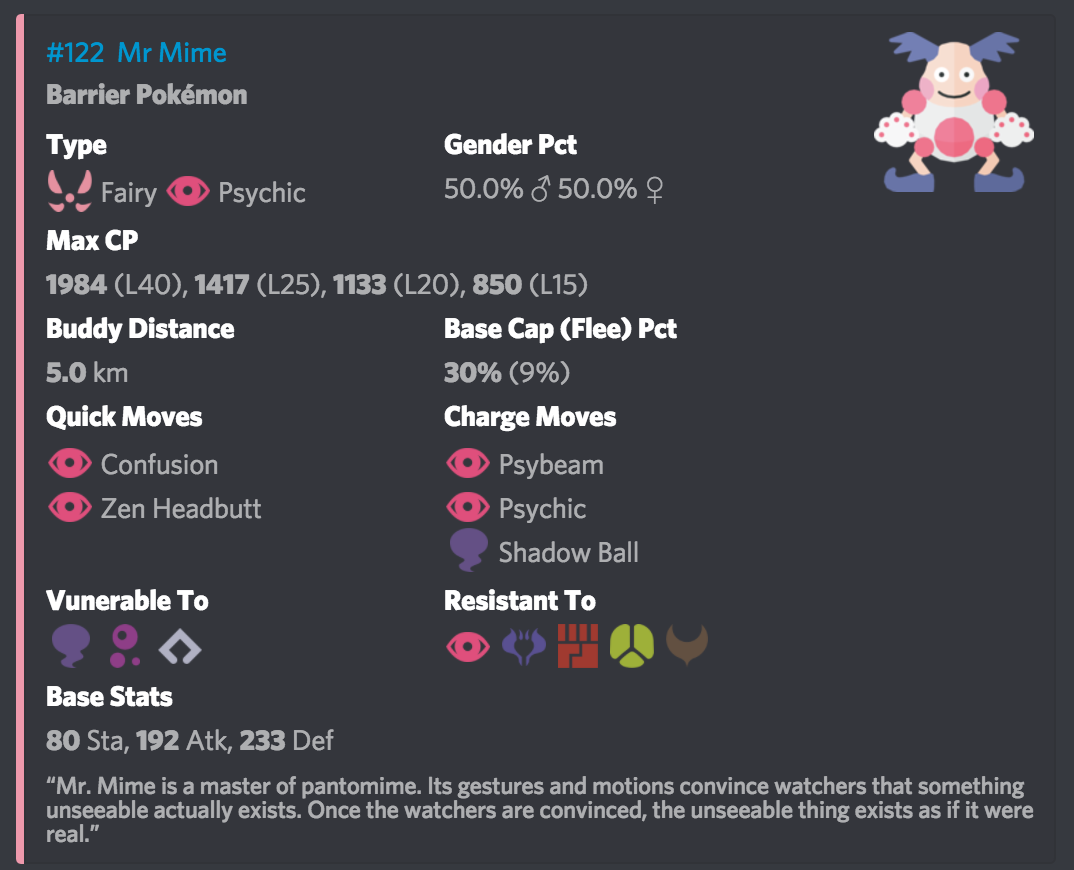 #122 Mr Mime
Barrier Pokémon
Type
Gender Pct
Fairy Psychic
50.0% ♂ 50.0% ♀
Max CP
1984 (L40), 1417 (L25), 1133 (L20), 850 (L15)
Buddy Distance
Base Cap (Flee) Pct
5.0 km
30% (9%)
Quick Moves
Charge Moves
Confusion
Psybeam
Zen Headbutt
Psychic
Shadow Ball
Vunerable To
Resistant To
Base Stats
80 Sta, 192 Atk, 233 Def
“Mr. Mime is a master of pantomime. Its gestures and motions convince watchers that something
unseeable actually exists. Once the watchers are convinced, the unseeable thing exists as if it were
real.”